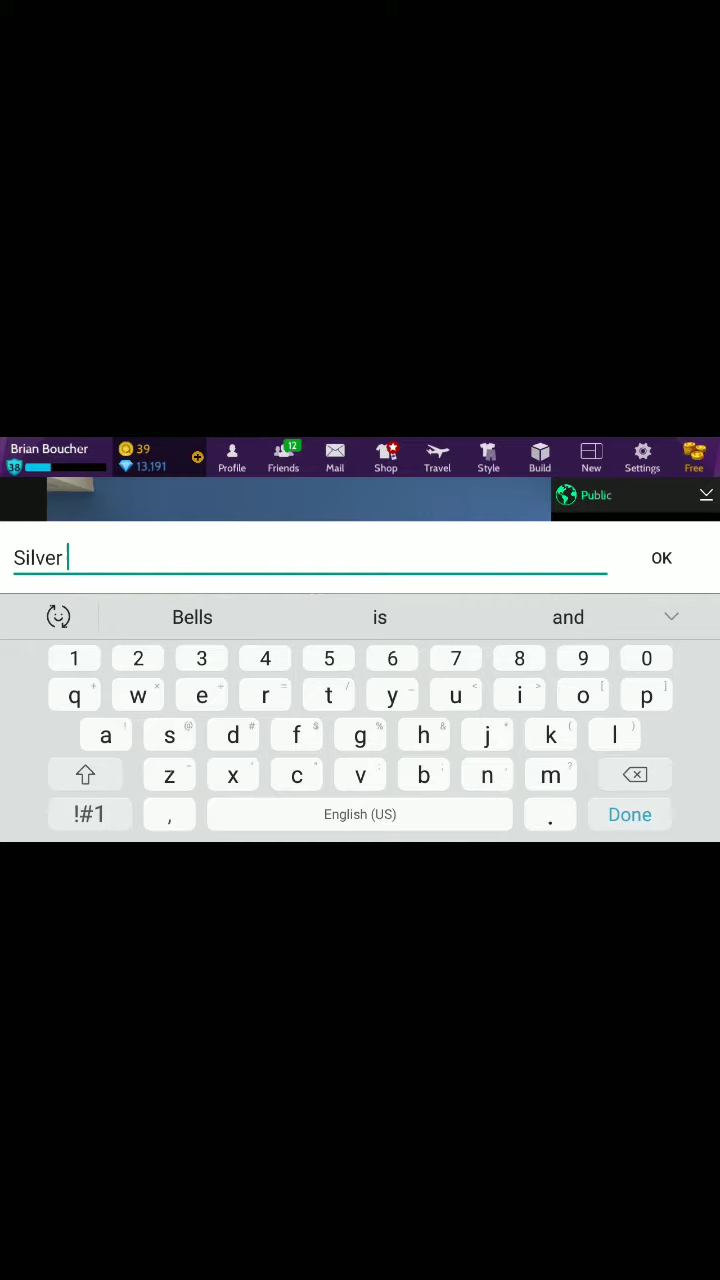 Brian Boucher
38
39
13,191
Profile
12
Friends
Mail
Shop
Travel
Style
Build
New
Settings
Free
Public
Silver
OK
Bells is and
1 2 3 4 5 6 7 8 9 0
q + w × e ÷ r = t / y _ u < i > o [ p ]
a ! s @ d # f $ g % h & j * k ( l )
z - x ' c " v : b ; n , m ?
!#1 , English (US) . Done